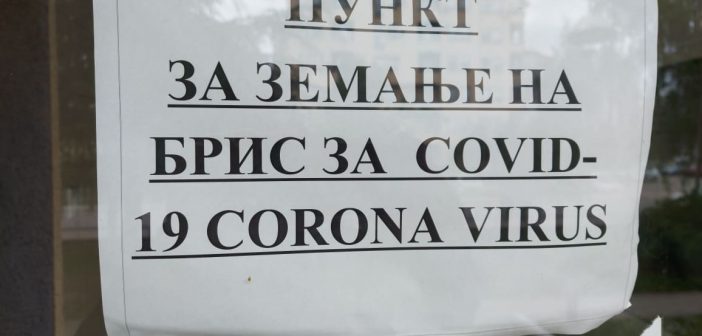 ПУНКТ
ЗА ЗЕМАЊЕ НА
БРИС ЗА COVID-
19 CORONA VIRUS